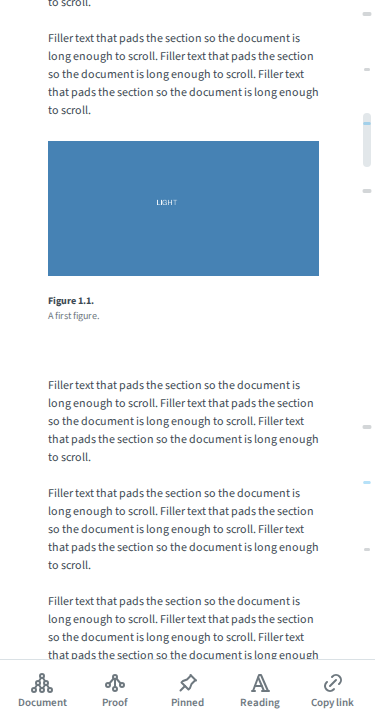 to scroll.
Filler text that pads the section so the document is
long enough to scroll. Filler text that pads the section
so the document is long enough to scroll. Filler text
that pads the section so the document is long enough
to scroll.
LIGHT
Figure 1.1.
A first figure.
Filler text that pads the section so the document is
long enough to scroll. Filler text that pads the section
so the document is long enough to scroll. Filler text
that pads the section so the document is long enough
to scroll.
Filler text that pads the section so the document is
long enough to scroll. Filler text that pads the section
so the document is long enough to scroll. Filler text
that pads the section so the document is long enough
to scroll.
Filler text that pads the section so the document is
long enough to scroll. Filler text that pads the section
so the document is long enough to scroll. Filler text
that pads the section so the document is long enough
Document Proof Pinned Reading Copy link